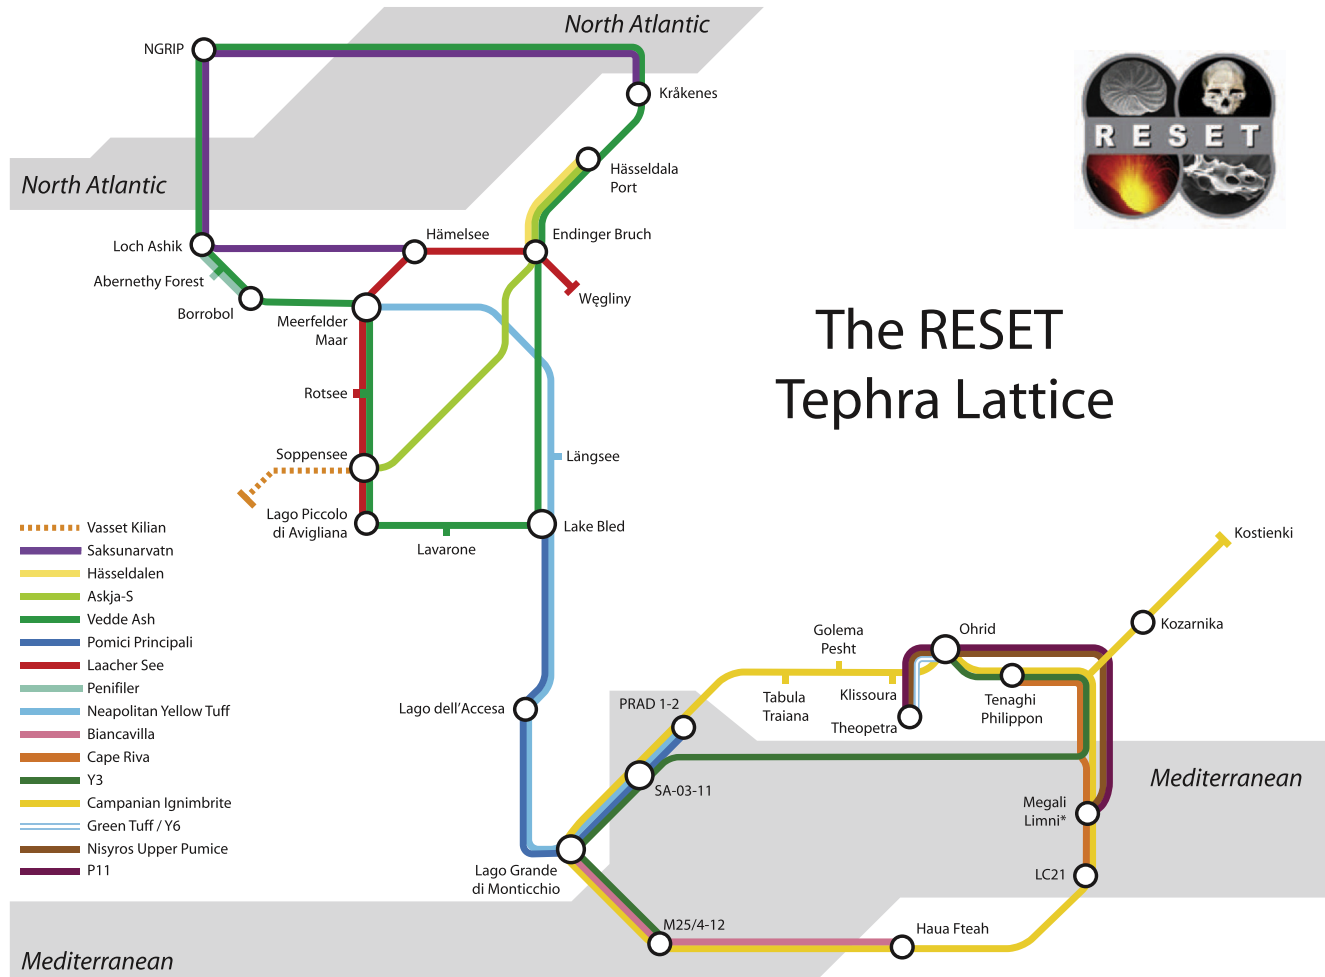 North Atlantic
NGRIP
Kråkenes
RESET
Hässeldala
Port
North Atlantic
Loch Ashik
Hämelsee
Endinger Bruch
Abernethy Forest
Borrobol
Węgliny
Meerfelder
Maar
The RESET
Tephra Lattice
Rotsee
Soppensee
Längsee
Lago Piccolo
di Avigliana
Lake Bled
Lavarone
Vasset Kilian
Saksunarvatn
Hässeldalen
Askja-S
Vedde Ash
Pomici Principali
Laacher See
Penifiler
Neapolitan Yellow Tuff
Biancavilla
Cape Riva
Y3
Campanian Ignimbrite
Green Tuff / Y6
Nisyros Upper Pumice
P11
Kostienki
Kozarnika
Ohrid
Golema
Pesht
Tabula
Traiana
Klissoura
Theopetra
Tenaghi
Philippon
Lago dell'Accesa
PRAD 1-2
SA-03-11
Mediterranean
Megali
Limni*
Lago Grande
di Monticchio
LC21
M25/4-12
Haua Fteah
Mediterranean